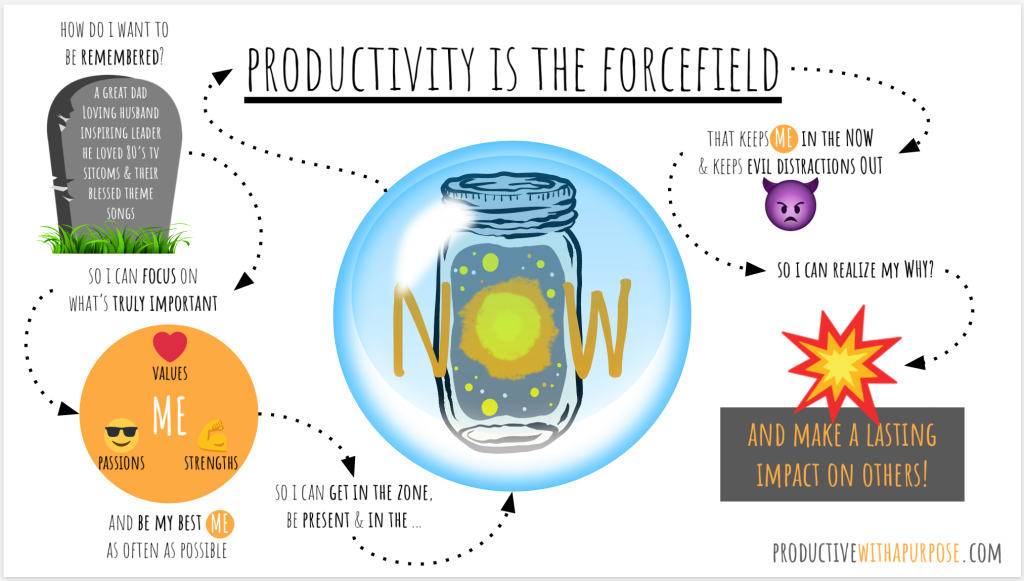 HOW DO I WANT TO
BE REMEMBERED?
A GREAT DAD
LOVING HUSBAND
INSPIRING LEADER
HE LOVED 80'S TV
SITCOMS & THEIR
BLESSED THEME
SONGS
SO I CAN FOCUS ON
WHAT'S TRULY IMPORTANT
VALUES
ME
PASSIONS
STRENGTHS
AND BE MY BEST ME
AS OFTEN AS POSSIBLE
SO I CAN GET IN THE ZONE,
BE PRESENT & IN THE ...
NOW
PRODUCTIVITY IS THE FORCEFIELD
THAT KEEPS ME IN THE NOW
& KEEPS EVIL DISTRACTIONS OUT
SO I CAN REALIZE MY WHY?
AND MAKE A LASTING
IMPACT ON OTHERS!
PRODUCTIVEWITHAPURPOSE.COM